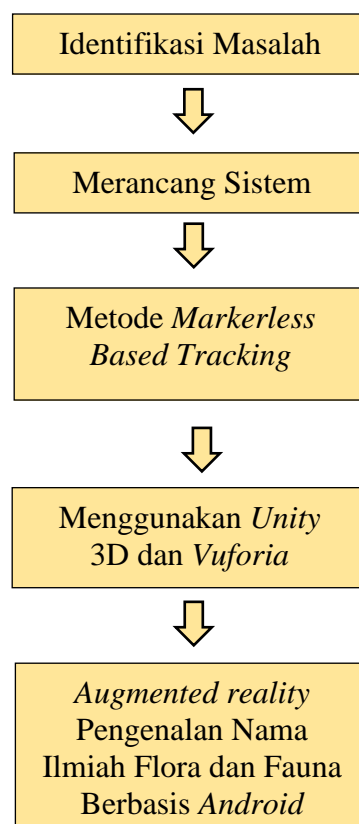 Identifikasi Masalah
Merancang Sistem
Metode Markerless
Based Tracking
Menggunakan Unity
3D dan Vuforia
Augmented reality
Pengenalan Nama
Ilmiah Flora dan Fauna
Berbasis Android